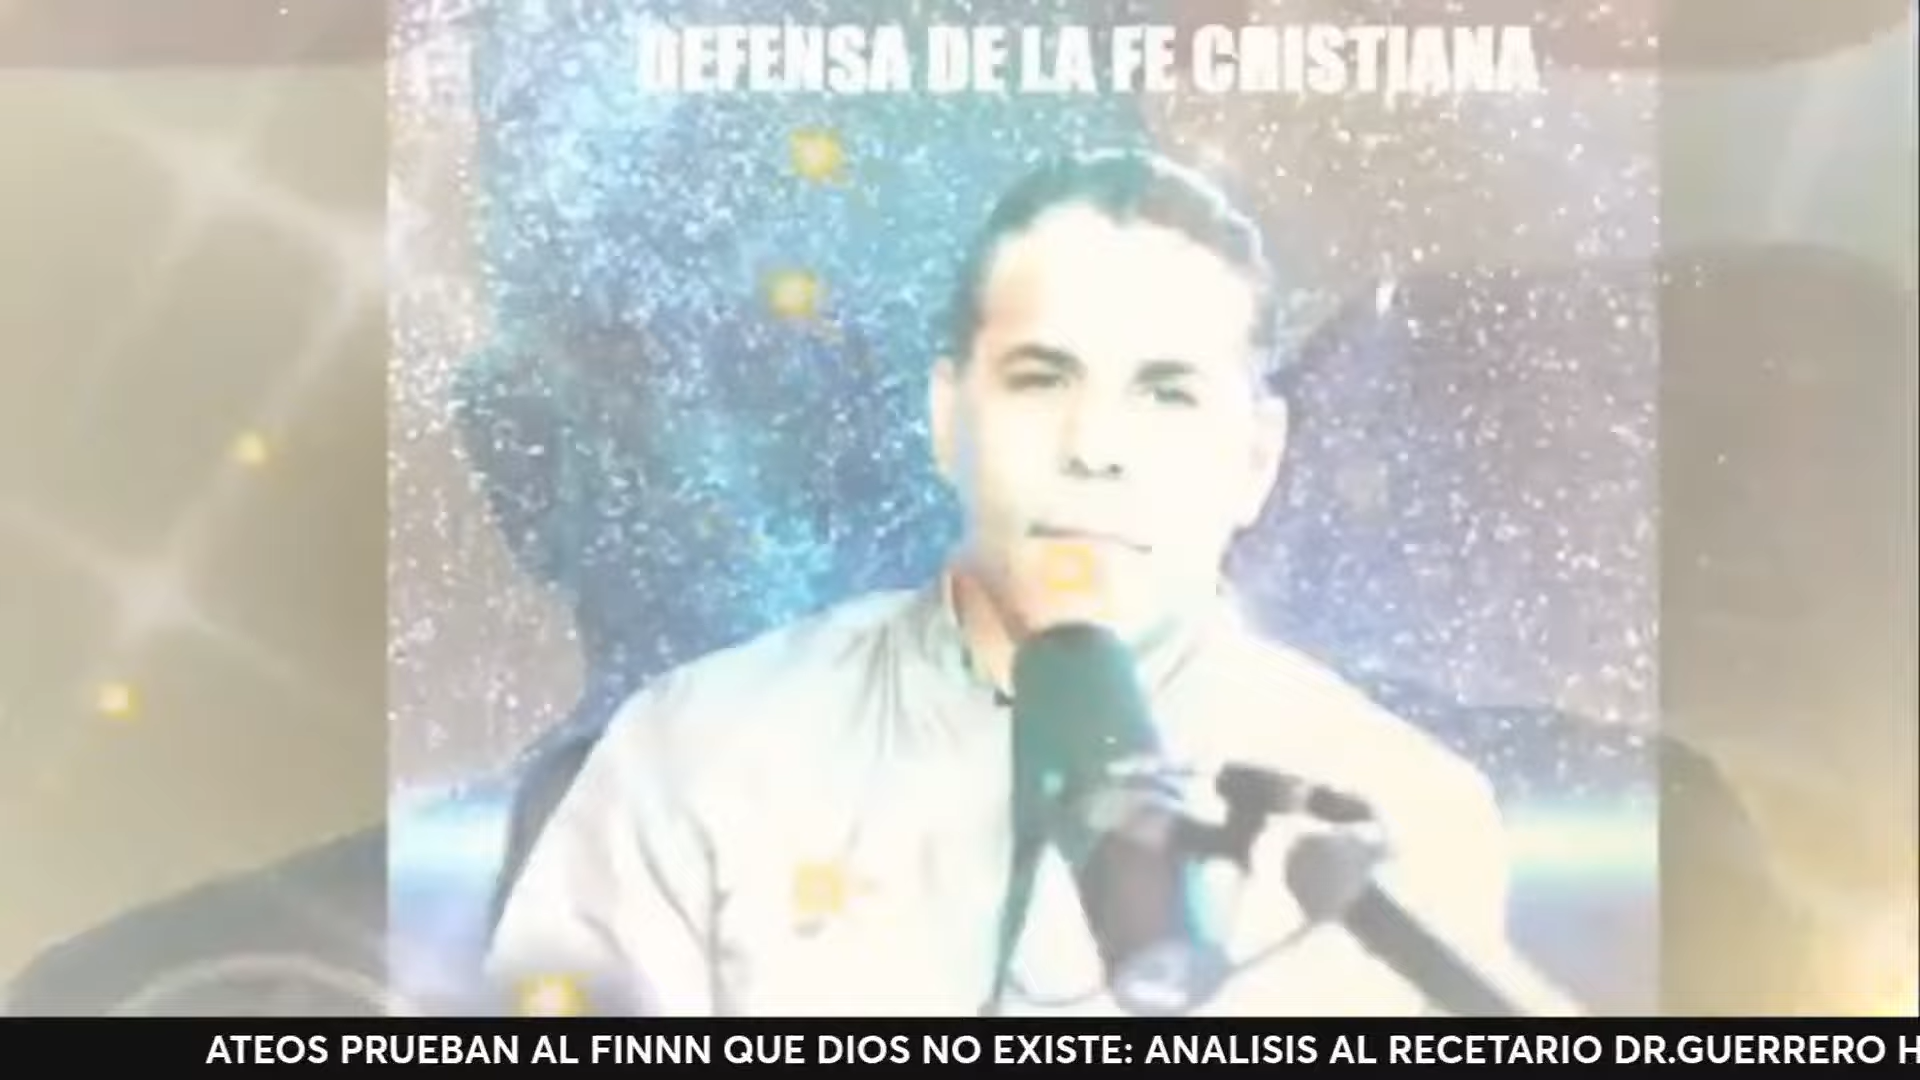 DEFENSA DE LA FE CRISTIANA
ATEOS PRUEBAN AL FINNN QUE DIOS NO EXISTE: ANALISIS AL RECETARIO DR.GUERRERO H